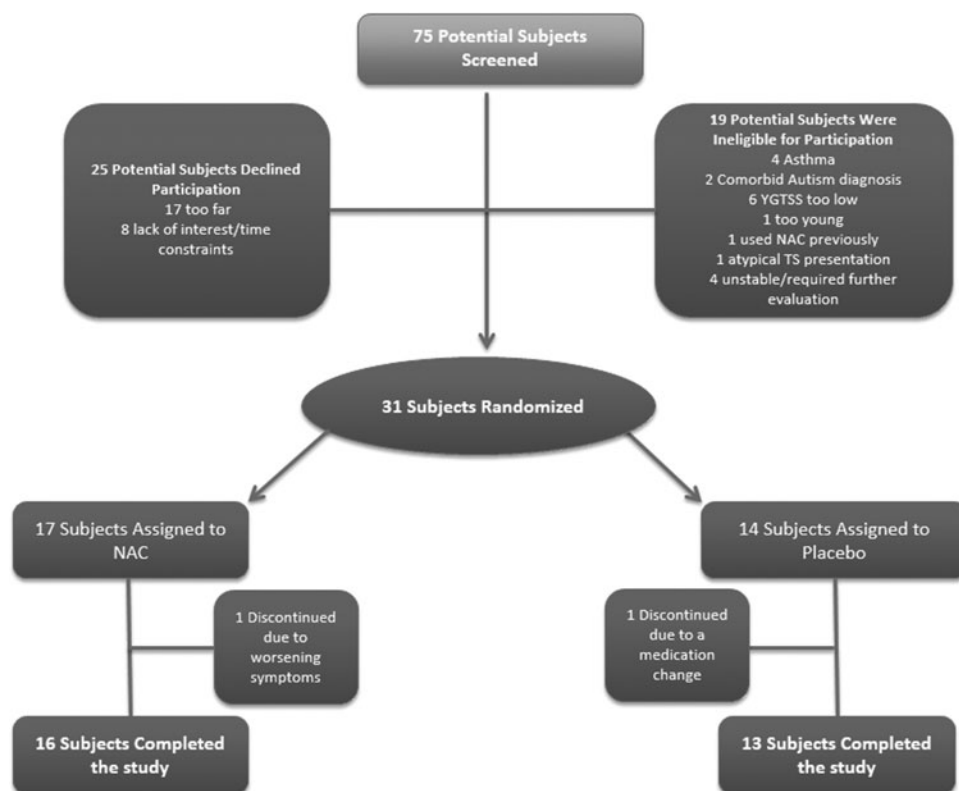 75 Potential Subjects
Screened
25 Potential Subjects Declined
Participation
17 too far
8 lack of interest/time
constraints
19 Potential Subjects Were
Ineligible for Participation
4 Asthma
2 Comorbid Autism diagnosis
6 YGTSS too low
1 too young
1 used NAC previously
1 atypical TS presentation
4 unstable/required further
evaluation
31 Subjects Randomized
17 Subjects Assigned to
NAC
14 Subjects Assigned to
Placebo
1 Discontinued
due to
worsening
symptoms
1 Discontinued
due to a
medication
change
16 Subjects Completed
the study
13 Subjects Completed
the study